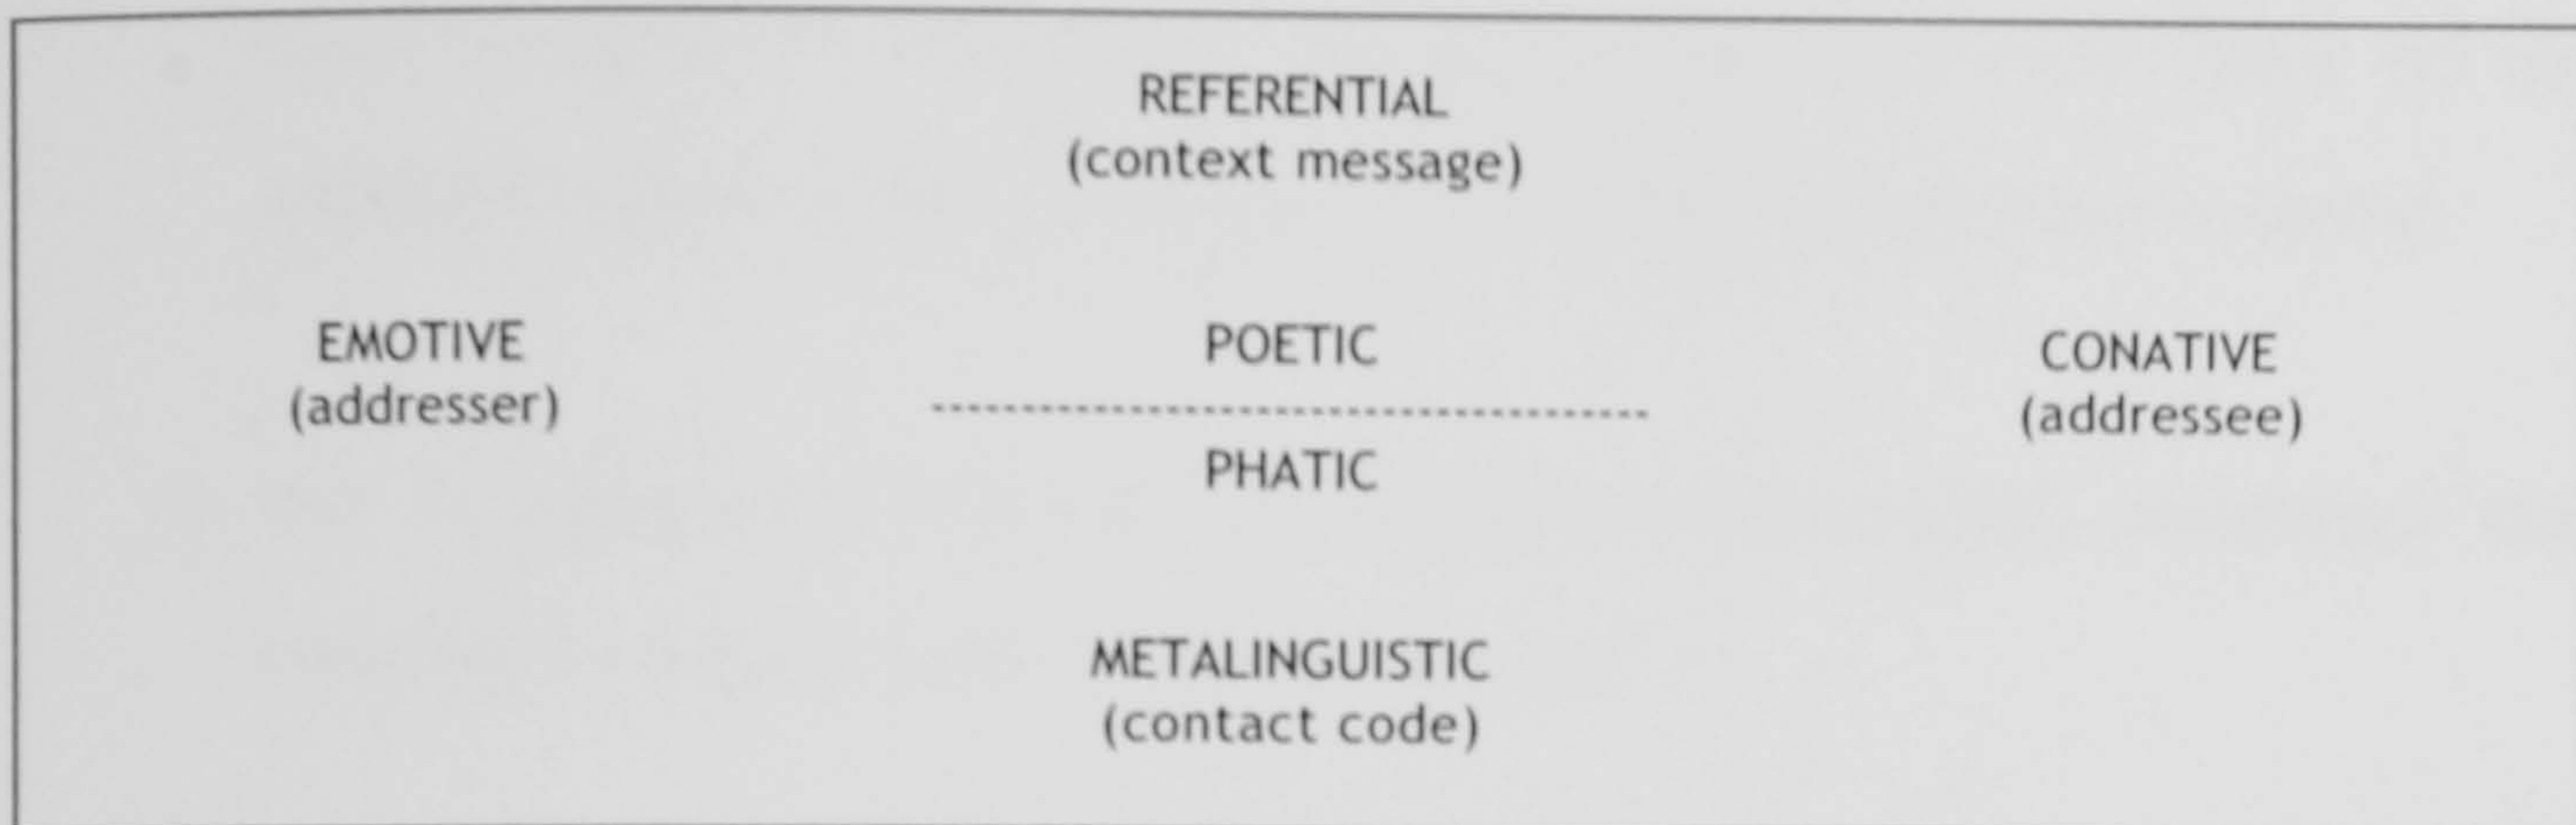 REFERENTIAL
(context message)
EMOTIVE
(addresser)
POETIC
PHATIC
CONATIVE
(addressee)
METALINGUISTIC
(contact code)